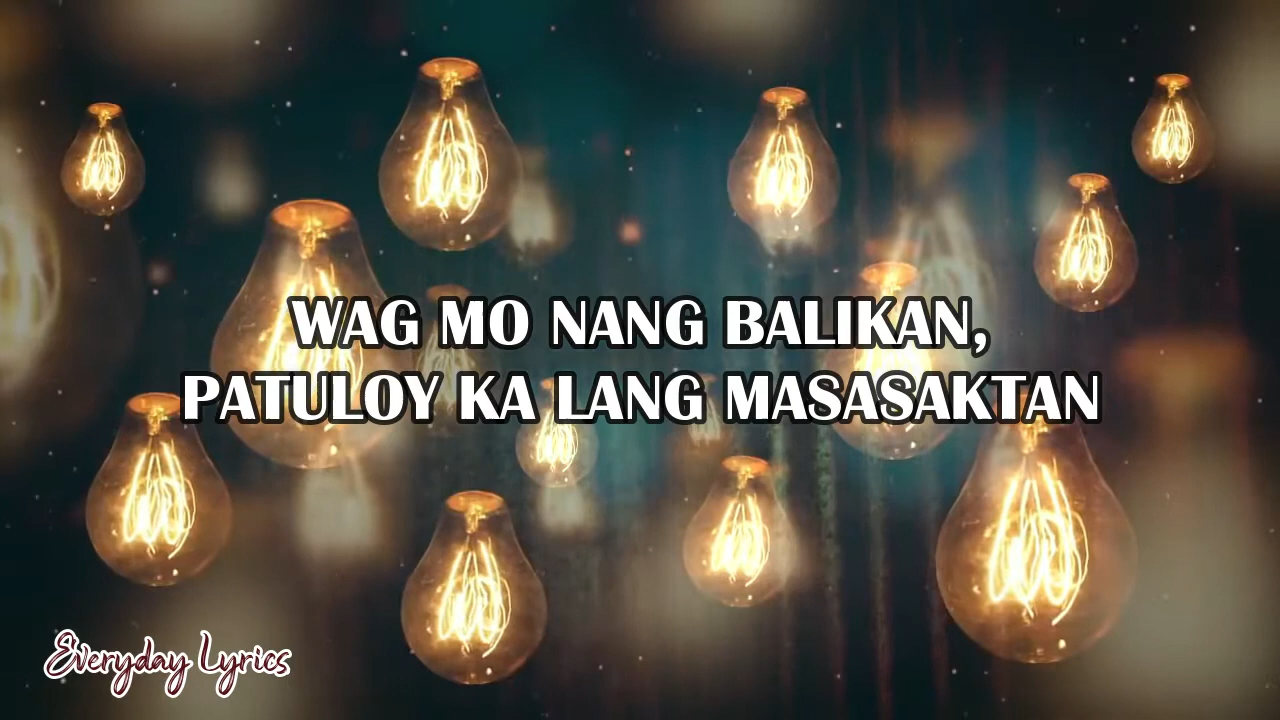 WAG MO NANG BALIKAN,
PATULOY KA LANG MASASAKTAN
Everyday Lyrics